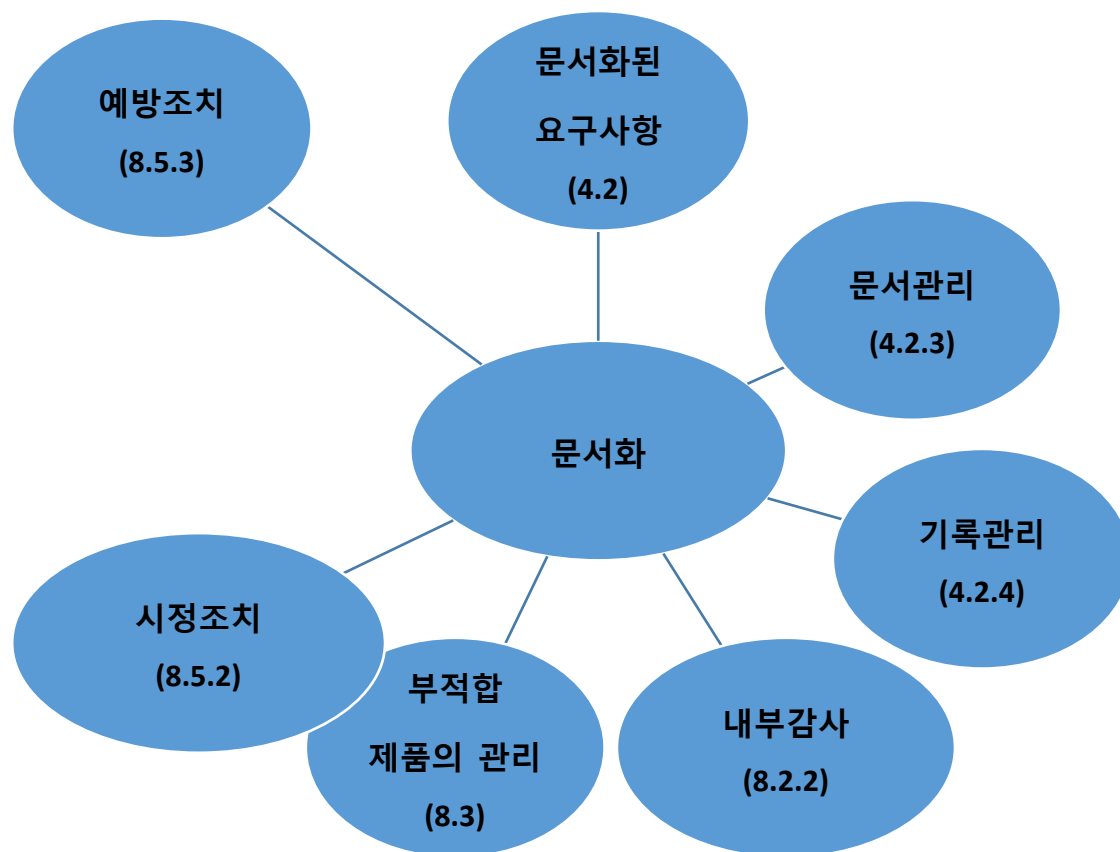 예방조치
(8.5.3)
문서화된
요구사항
(4.2)
문서관리
(4.2.3)
문서화
기록관리
(4.2.4)
시정조치
(8.5.2)
부적합
제품의 관리
(8.3)
내부감사
(8.2.2)